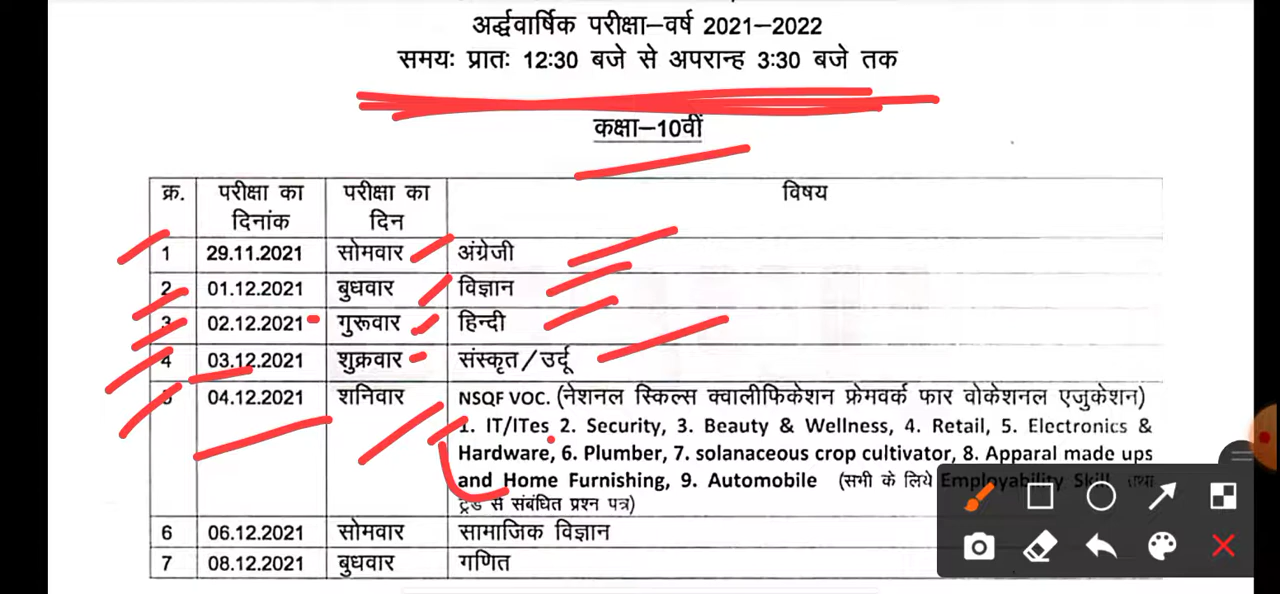 अर्द्धवार्षिक परीक्षा–वर्ष 2021–2022
समयः प्रातः 12:30 बजे से अपरान्ह 3:30 बजे तक
कक्षा–10वीं
क्र. परीक्षा का दिनांक परीक्षा का दिन विषय
1 29.11.2021 सोमवार अंग्रेजी
2 01.12.2021 बुधवार विज्ञान
3 02.12.2021 गुरूवार हिन्दी
4 03.12.2021 शुक्रवार संस्कृत/उर्दू
5 04.12.2021 शनिवार NSQF VOC. (नेशनल स्किल्स क्वालीफिकेशन फ्रेमवर्क फार वोकेशनल एजुकेशन)
1. IT/ITes 2. Security, 3. Beauty & Wellness, 4. Retail, 5. Electronics &
Hardware, 6. Plumber, 7. solanaceous crop cultivator, 8. Apparal made ups
and Home Furnishing, 9. Automobile (सभी के लिये Employability Skill तथा
ट्रेड से संबंधित प्रश्न पत्र)
6 06.12.2021 सोमवार सामाजिक विज्ञान
7 08.12.2021 बुधवार गणित